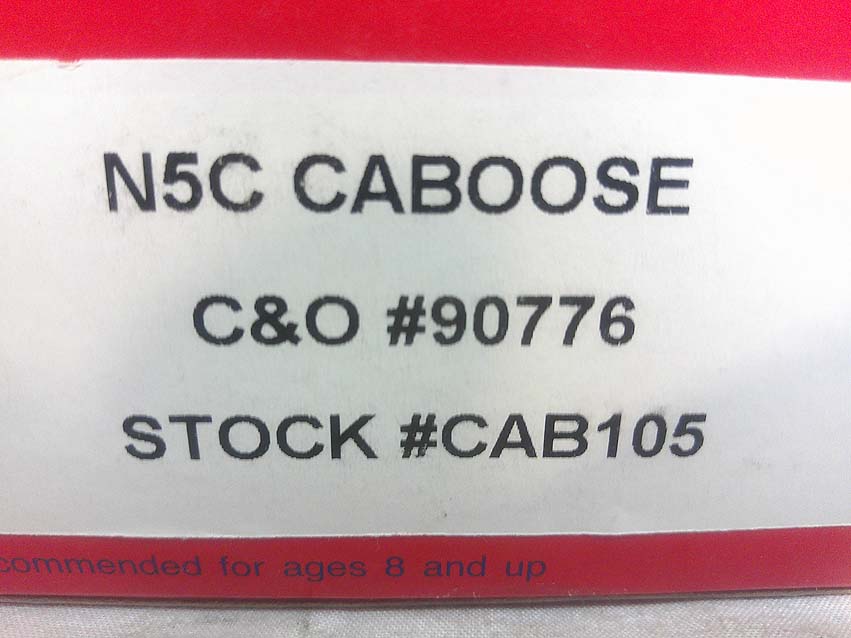 N5C CABOOSE
C&O #90776
STOCK #CAB105
commended for ages 8 and up